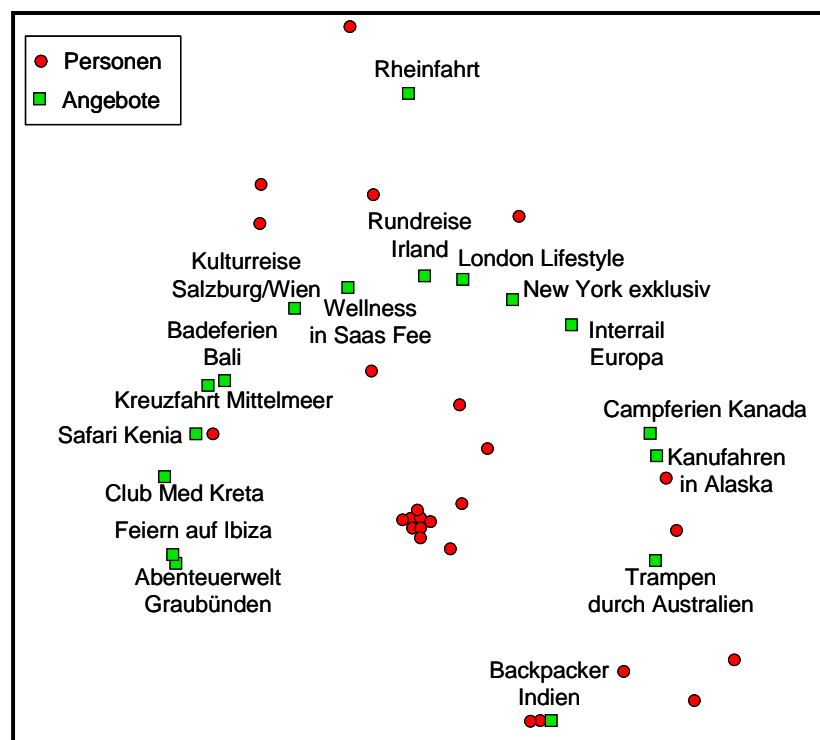 Personen
Angebote
Rheinfahrt
Rundreise
Irland
London Lifestyle
Kulturreise
Salzburg/Wien
New York exklusiv
Wellness
in Saas Fee
Interrail
Europa
Badeferien
Bali
Kreuzfahrt Mittelmeer
Campferien Kanada
Safari Kenia
Kanufahren
in Alaska
Club Med Kreta
Feiern auf Ibiza
Abenteuerwelt
Graubünden
Trampen
durch Australien
Backpacker
Indien